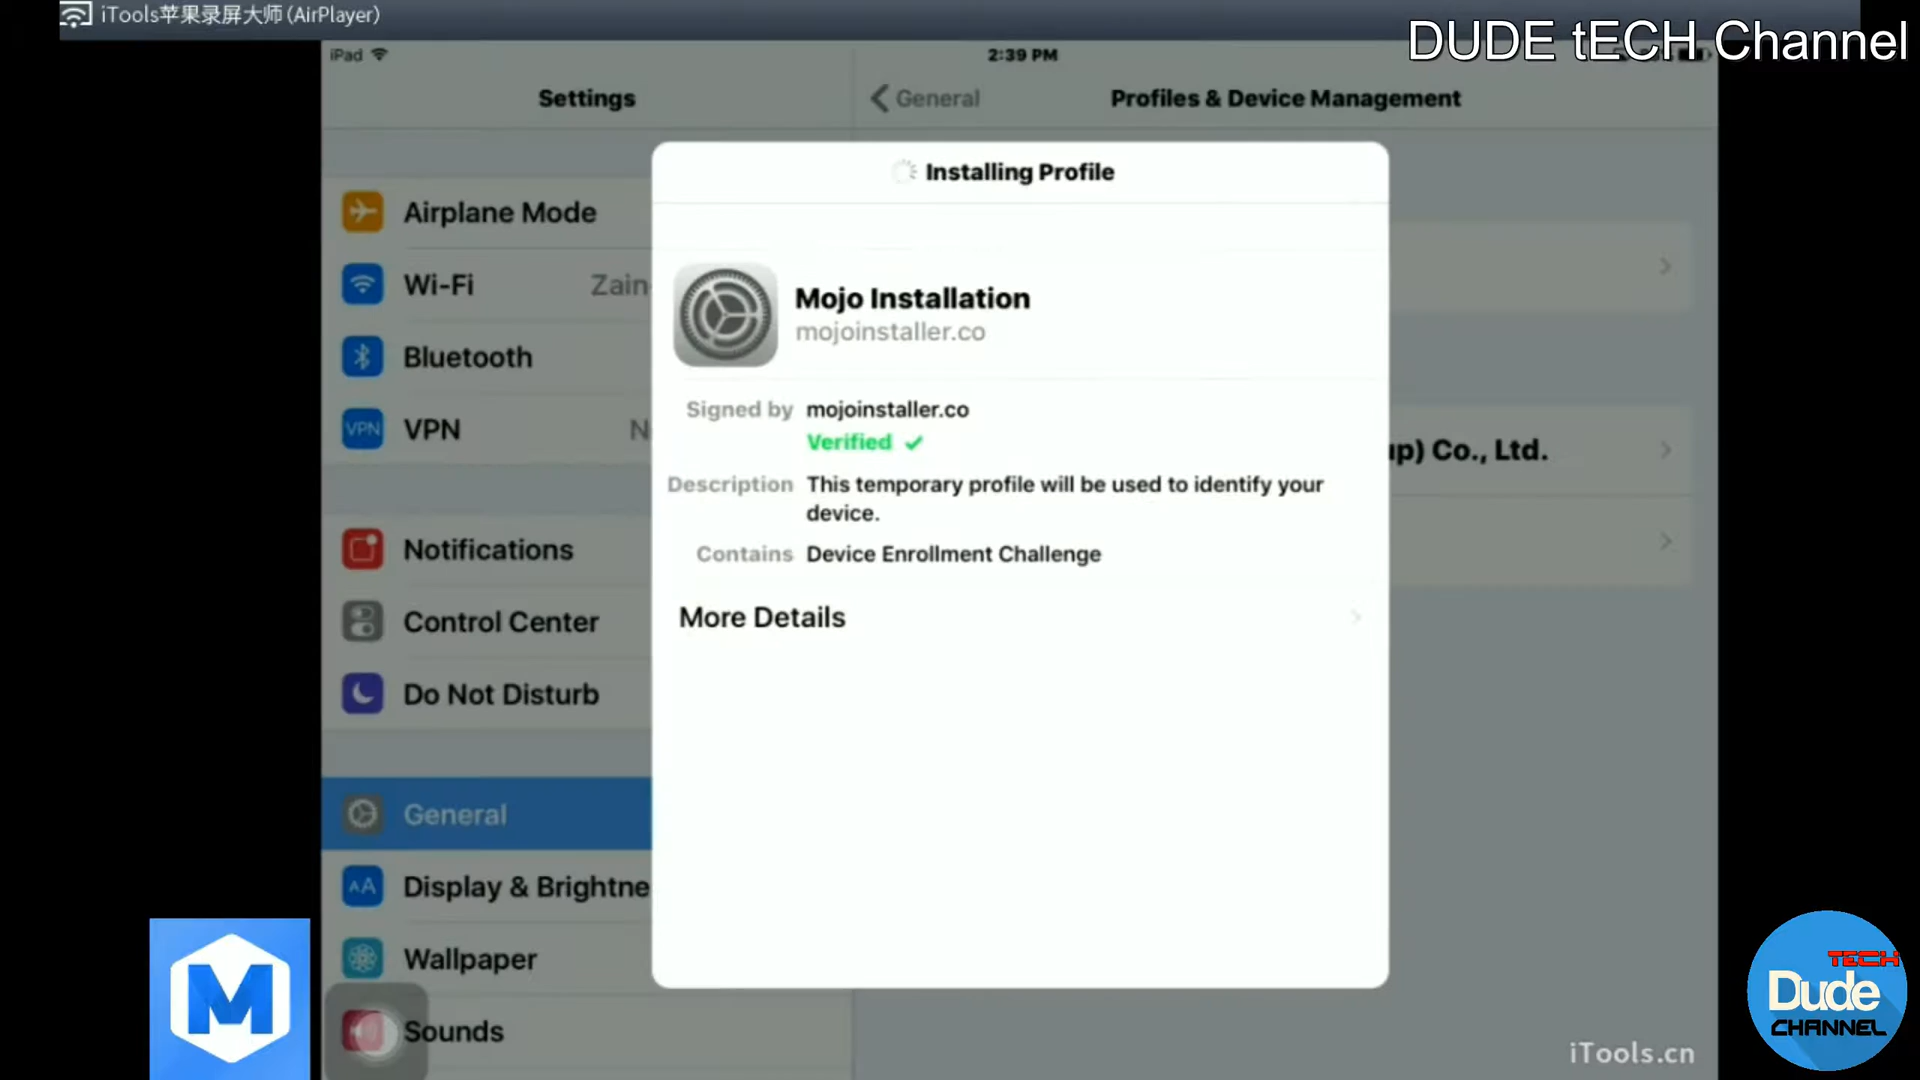 iTools苹果录屏大师(AirPlayer)
DUDE tECH Channel
iPad
2:39 PM
Settings
General
Profiles & Device Management
Installing Profile
Airplane Mode
Wi-Fi
Zain
Bluetooth
VPN
VPN
N
Mojo Installation
mojoinstaller.co
Signed by mojoinstaller.co
Verified
Description This temporary profile will be used to identify your
device.
Contains Device Enrollment Challenge
More Details
up) Co., Ltd.
Notifications
Control Center
Do Not Disturb
General
AA
Display & Brightne
Wallpaper
Sounds
M
TECH
Dude
CHANNEL
iTools.cn